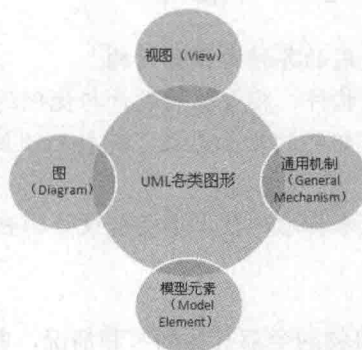 视图（View）
图
（Diagram）
UML各类图形
通用机制
（General
Mechanism）
模型元素
（Model
Element）